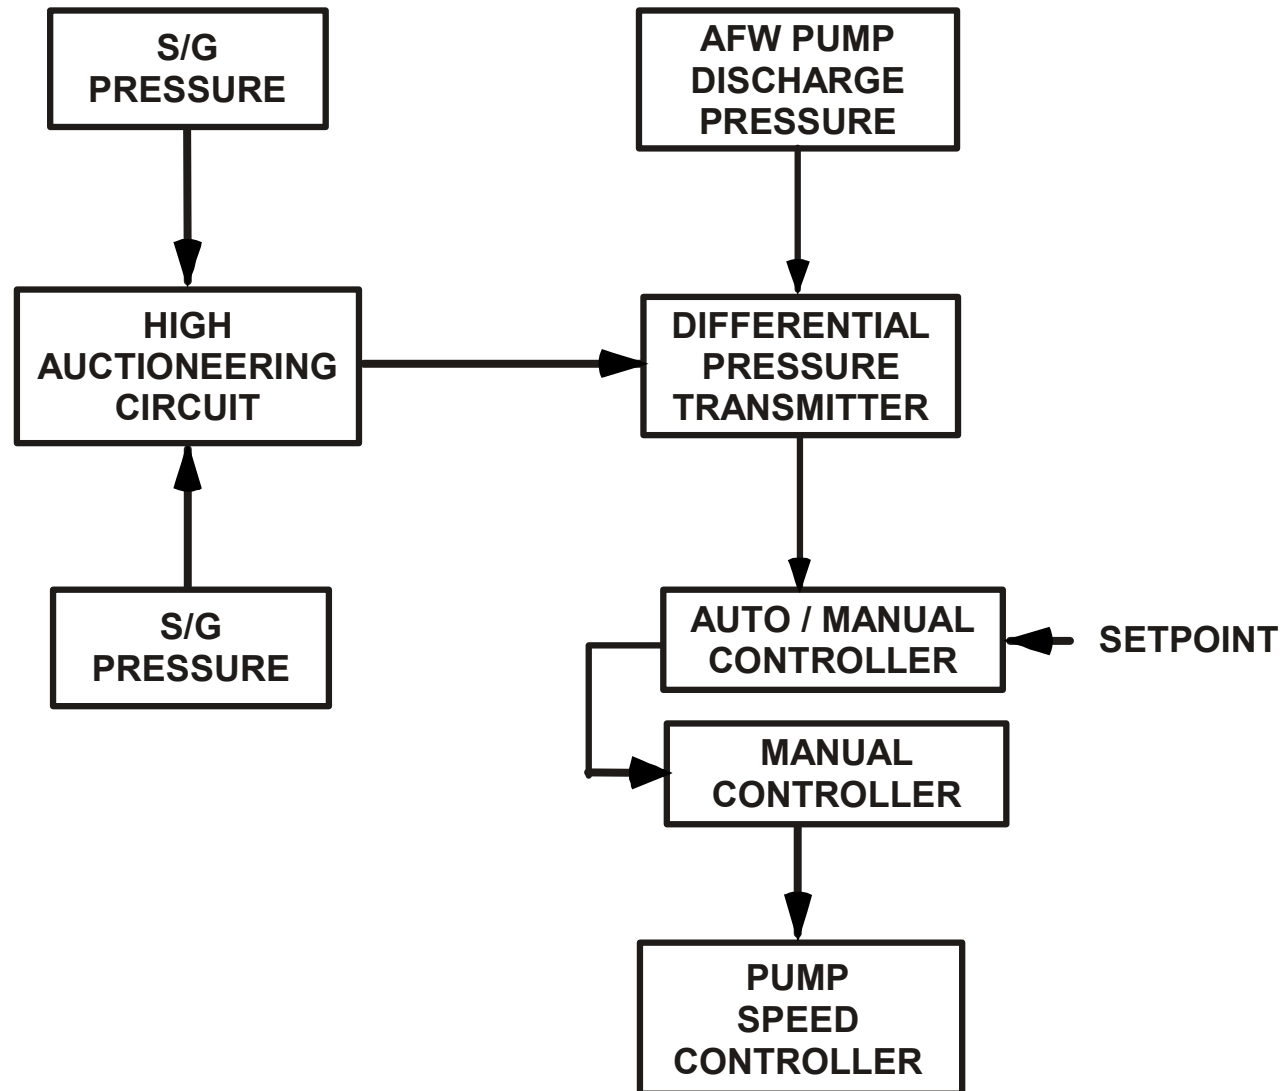 S/G
PRESSURE
AFW PUMP
DISCHARGE
PRESSURE
HIGH
AUCTIONEERING
CIRCUIT
DIFFERENTIAL
PRESSURE
TRANSMITTER
S/G
PRESSURE
AUTO / MANUAL
CONTROLLER
SETPOINT
MANUAL
CONTROLLER
PUMP
SPEED
CONTROLLER